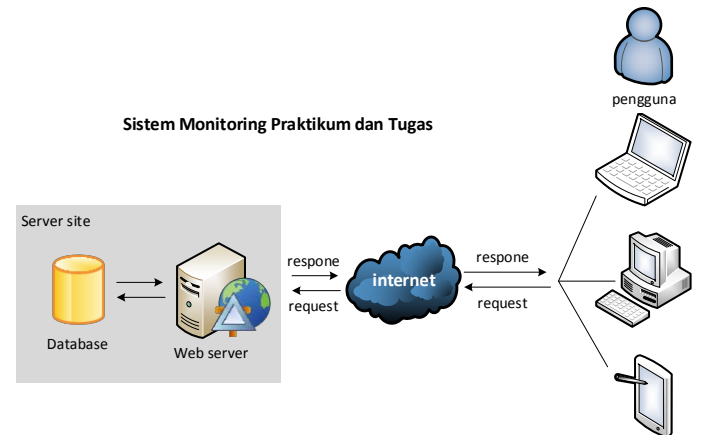 pengguna
Sistem Monitoring Praktikum dan Tugas
Server site
respone
respone
internet
request
request
Database
Web server